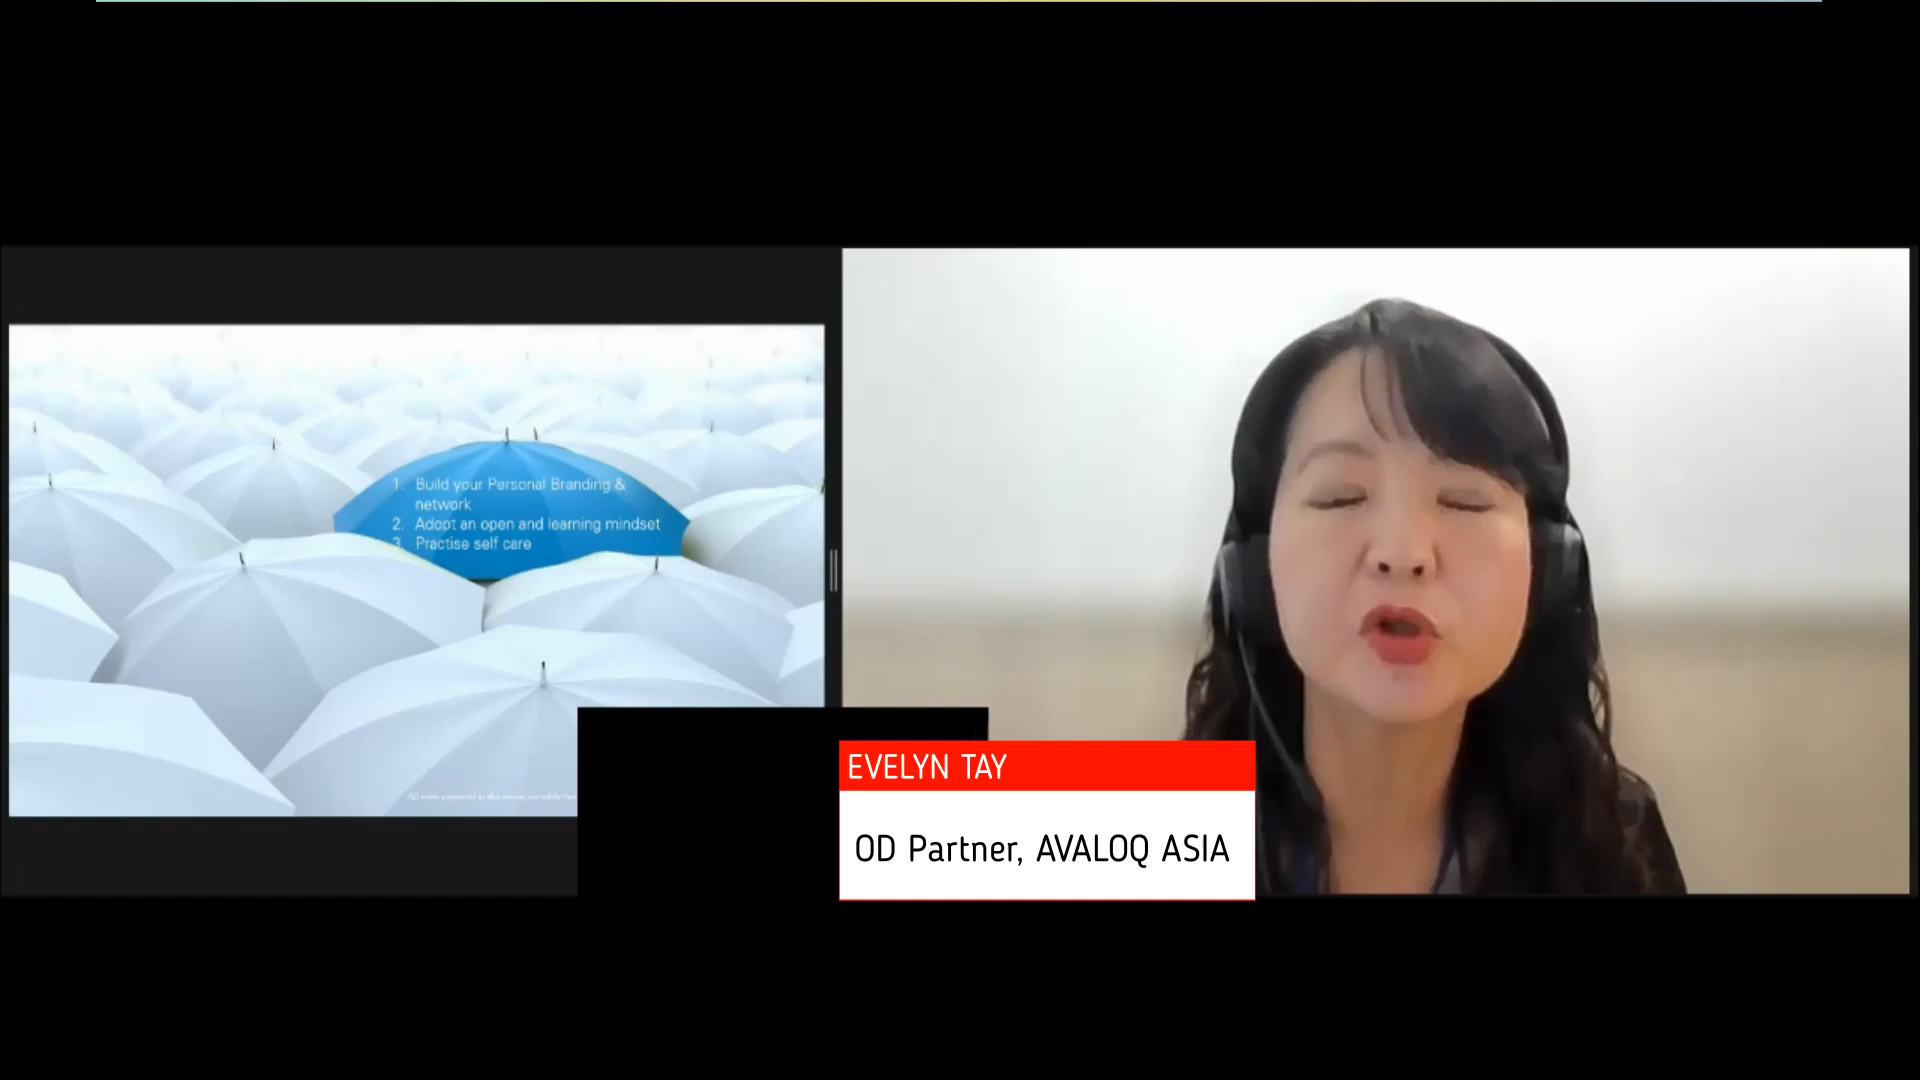 1. Build your Personal Branding &
network
2. Adopt an open and learning mindset
3. Practise self care
EVELYN TAY
OD Partner, AVALOQ ASIA